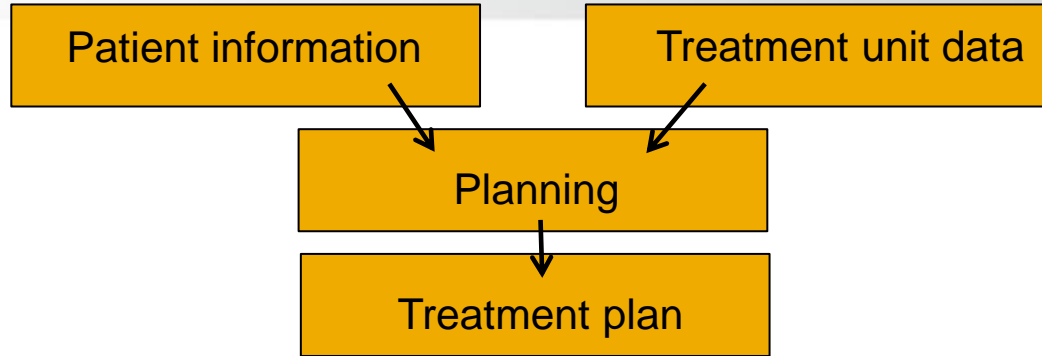 Patient information
Treatment unit data
Planning
Treatment plan